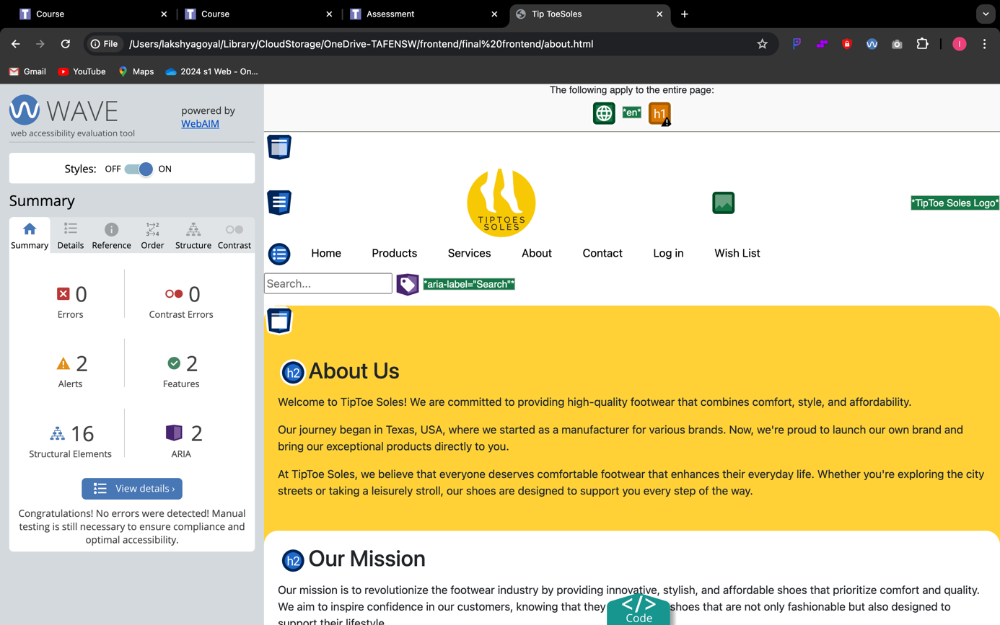 Course
Course
Assessment
Tip ToeSoles
File
/Users/lakshyagoyal/Library/CloudStorage/OneDrive-TAFENSW/frontend/final%20frontend/about.html
I
Gmail
YouTube
Maps
2024 s1 Web - On...
WAVE
web accessibility evaluation tool
powered by
WebAIM
Styles: OFF ON
Summary
Summary Details Reference Order Structure Contrast
0
Errors
0
Contrast Errors
2
Alerts
2
Features
16
Structural Elements
2
ARIA
View details ›
Congratulations! No errors were detected! Manual
testing is still necessary to ensure compliance and
optimal accessibility.
The following apply to the entire page:
*en*
h1
TIPTOES
SOLES
*TipToe Soles Logo*
Home Products Services About Contact Log in Wish List
Search...
*aria-label="Search"*
h2 About Us
Welcome to TipToe Soles! We are committed to providing high-quality footwear that combines comfort, style, and affordability.
Our journey began in Texas, USA, where we started as a manufacturer for various brands. Now, we're proud to launch our own brand and
bring our exceptional products directly to you.
At TipToe Soles, we believe that everyone deserves comfortable footwear that enhances their everyday life. Whether you're exploring the city
streets or taking a leisurely stroll, our shoes are designed to support you every step of the way.
h2 Our Mission
Our mission is to revolutionize the footwear industry by providing innovative, stylish, and affordable shoes that prioritize comfort and quality.
We aim to inspire confidence in our customers, knowing that they shoes that are not only fashionable but also designed to
support their lifestyle.
</> Code